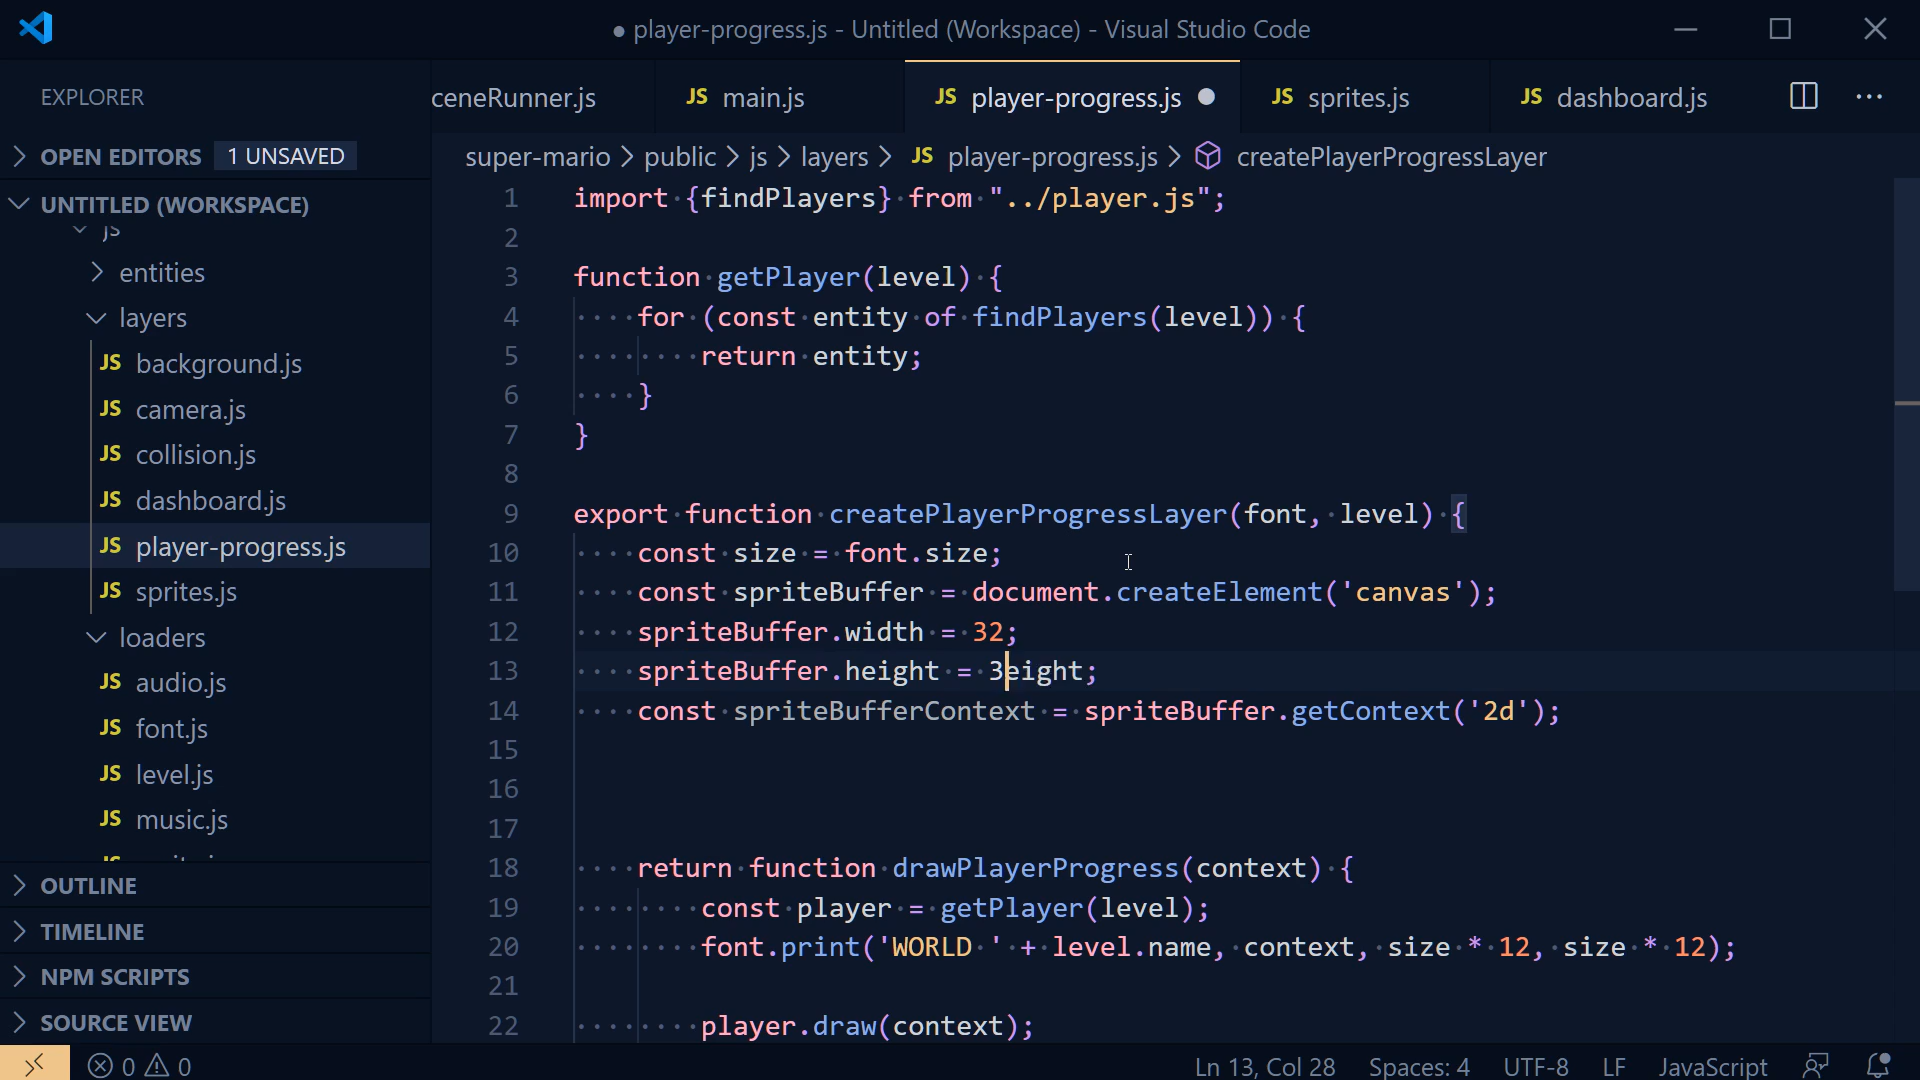 player-progress.js - Untitled (Workspace) - Visual Studio Code
EXPLORER
OPEN EDITORS 1 UNSAVED
UNTITLED (WORKSPACE)
js
entities
layers
JS background.js
JS camera.js
JS collision.js
JS dashboard.js
JS player-progress.js
JS sprites.js
loaders
JS audio.js
JS font.js
JS level.js
JS music.js
OUTLINE
TIMELINE
NPM SCRIPTS
SOURCE VIEW
ceneRunner.js JS main.js JS player-progress.js JS sprites.js JS dashboard.js
super-mario > public > js > layers > JS player-progress.js > createPlayerProgressLayer
1 import {findPlayers} from "../player.js";
2
3 function getPlayer(level) {
4 for (const entity of findPlayers(level)) {
5 return entity;
6 }
7 }
8
9 export function createPlayerProgressLayer(font, level) {
10 const size = font.size;
11 const spriteBuffer = document.createElement('canvas');
12 spriteBuffer.width = 32;
13 spriteBuffer.height = 3eight;
14 const spriteBufferContext = spriteBuffer.getContext('2d');
15
16
17
18 return function drawPlayerProgress(context) {
19 const player = getPlayer(level);
20 font.print('WORLD ' + level.name, context, size * 12, size * 12);
21
22 player.draw(context);
0 0 Ln 13, Col 28 Spaces: 4 UTF-8 LF JavaScript